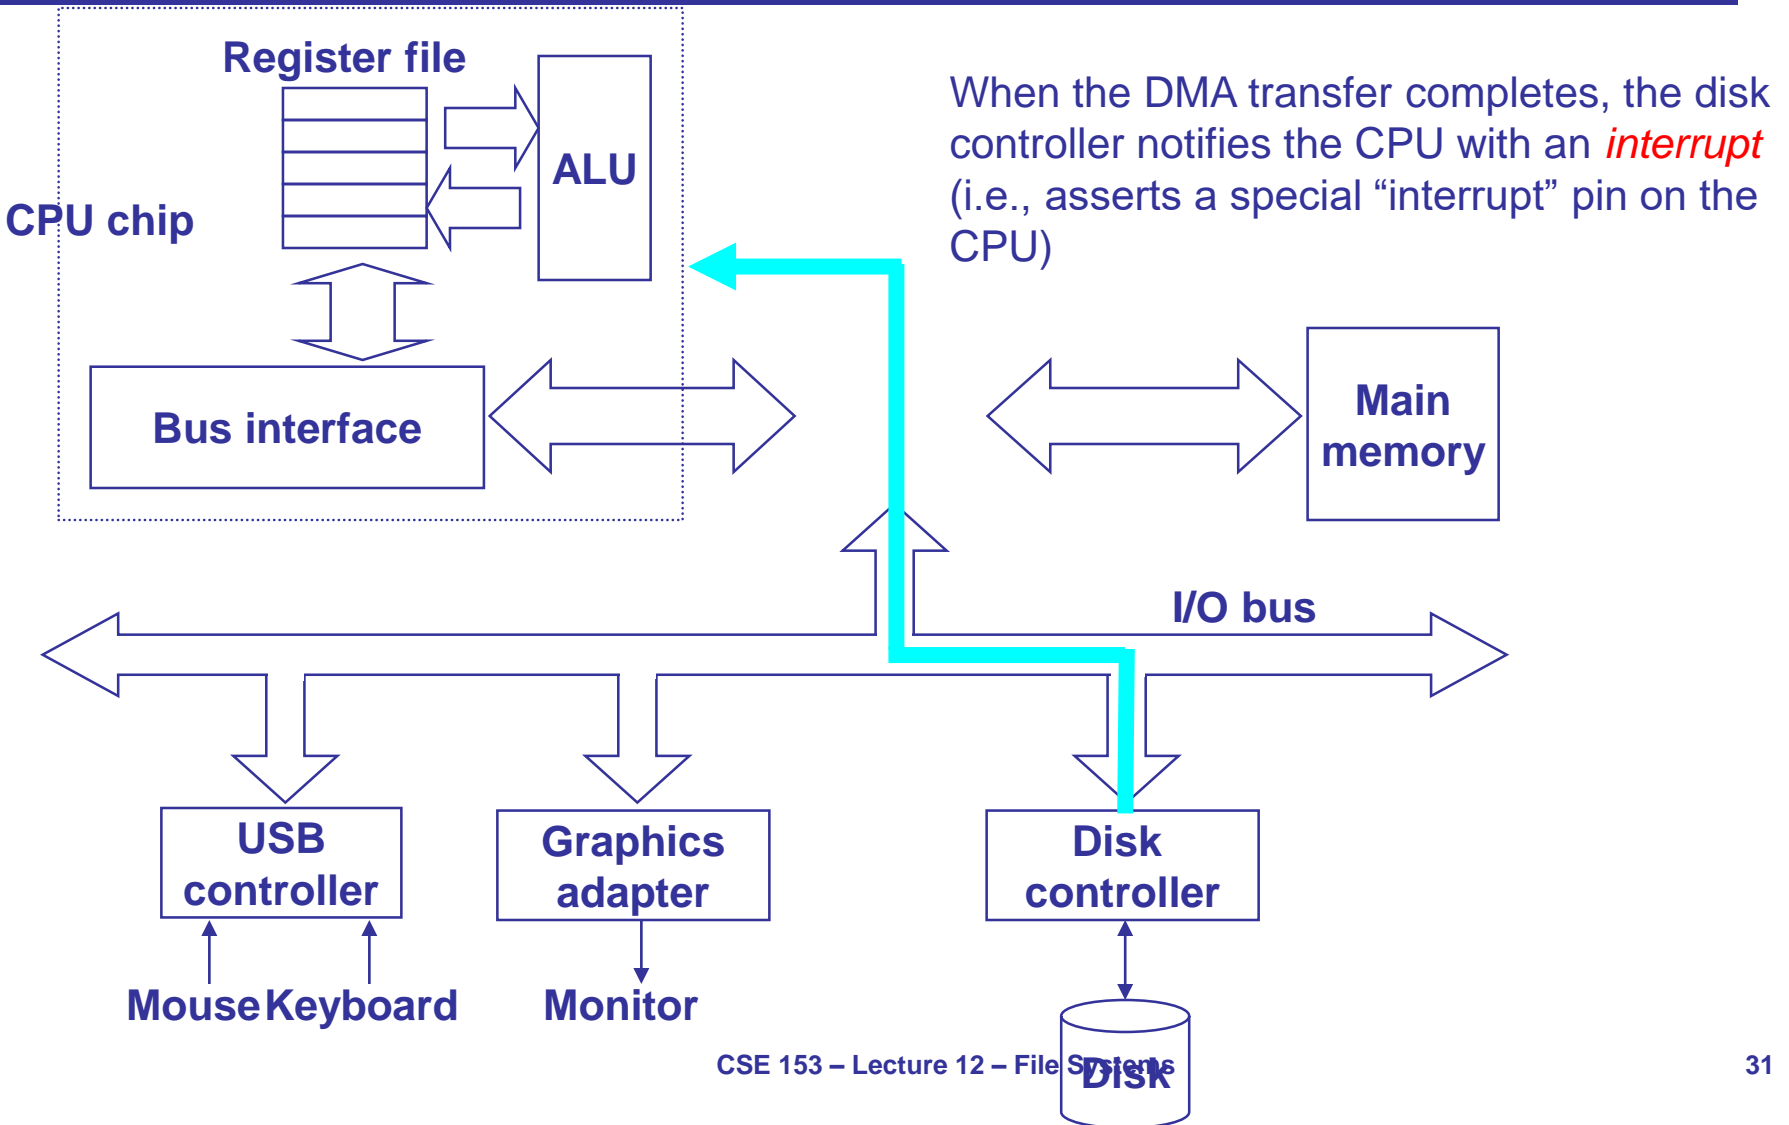 Register file
When the DMA transfer completes, the disk
controller notifies the CPU with an interrupt
(i.e., asserts a special “interrupt” pin on the
CPU)
ALU
CPU chip
Bus interface
Main
memory
I/O bus
USB
controller
Graphics
adapter
Disk
controller
Mouse Keyboard
Monitor
Disk
CSE 153 – Lecture 12 – File Systems
31